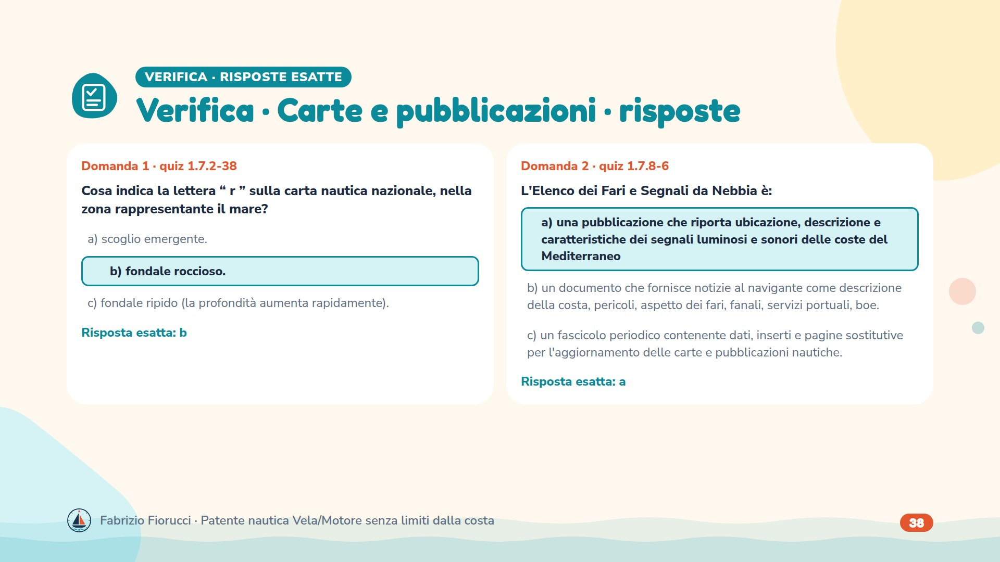 VERIFICA · RISPOSTE ESATTE
Verifica · Carte e pubblicazioni · risposte
Domanda 1 · quiz 1.7.2-38
Cosa indica la lettera “ r ” sulla carta nautica nazionale, nella
zona rappresentante il mare?
a) scoglio emergente.
b) fondale roccioso.
c) fondale ripido (la profondità aumenta rapidamente).
Risposta esatta: b
Domanda 2 · quiz 1.7.8-6
L'Elenco dei Fari e Segnali da Nebbia è:
a) una pubblicazione che riporta ubicazione, descrizione e
caratteristiche dei segnali luminosi e sonori delle coste del
Mediterraneo
b) un documento che fornisce notizie al navigante come descrizione
della costa, pericoli, aspetto dei fari, fanali, servizi portuali, boe.
c) un fascicolo periodico contenente dati, inserti e pagine sostitutive
per l'aggiornamento delle carte e pubblicazioni nautiche.
Risposta esatta: a
Fabrizio Fiorucci · Patente nautica Vela/Motore senza limiti dalla costa
38